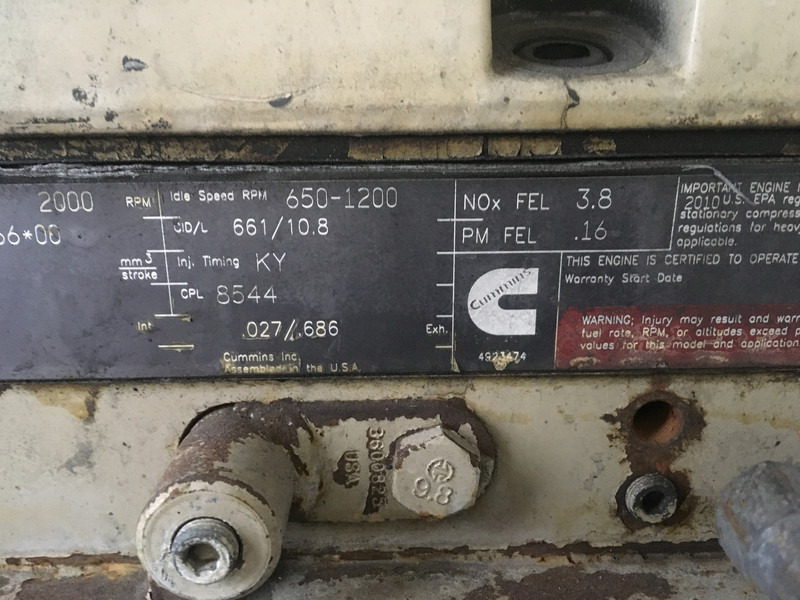 2000 RPM
66*00
mm3
stroke
Idle Speed RPM 650-1200
CID/L 661/10.8
Inj. Timing KY
CPL 8544
Int. .027/.686 Exh.
Cummins Inc.
Assembled in the U.S.A.
NOx FEL 3.8
PM FEL .16
Cummins
4923474
IMPORTANT ENGINE
2010 U.S. EPA reg
stationary compress
regulations for heav
applicable.
THIS ENGINE IS CERTIFIED TO OPERATE
Warranty Start Date
WARNING: Injury may result and warr
fuel rate, RPM, or altitudes exceed p
values for this model and application
USA
9.8